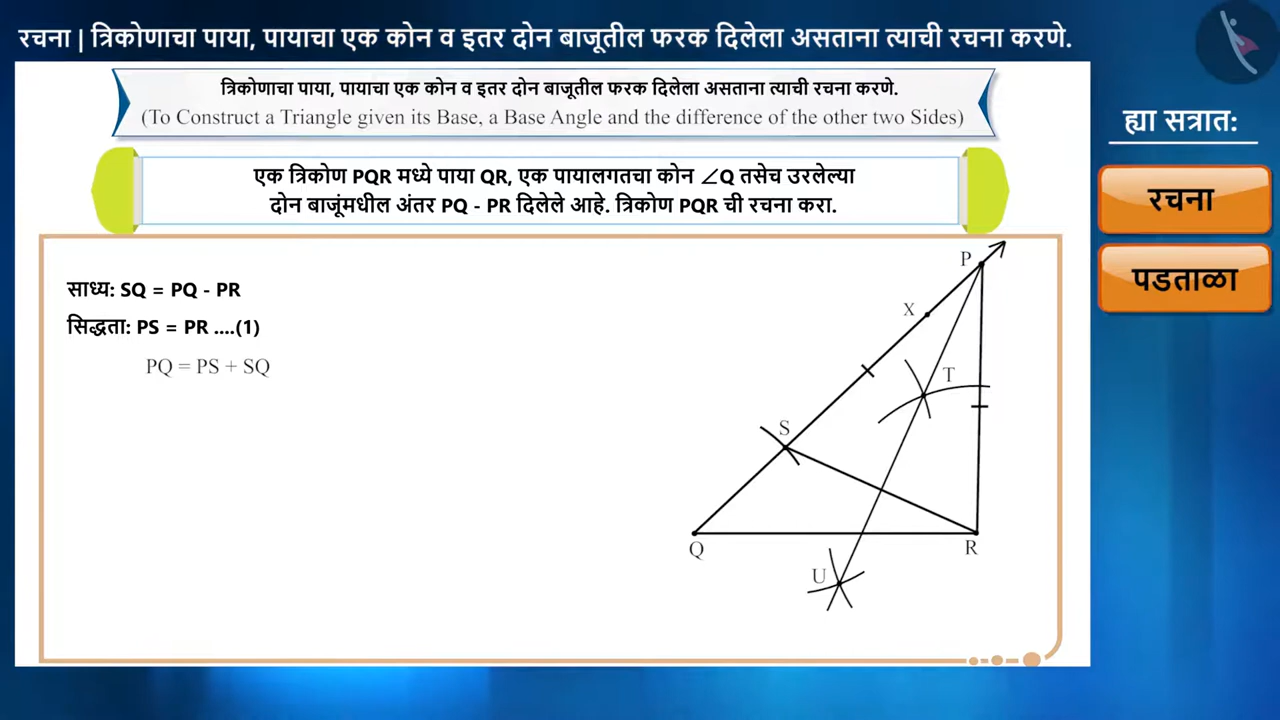 रचना | त्रिकोणाचा पाया, पायाचा एक कोन व इतर दोन बाजूतील फरक दिलेला असताना त्याची रचना करणे.
त्रिकोणाचा पाया, पायाचा एक कोन व इतर दोन बाजूतील फरक दिलेला असताना त्याची रचना करणे.
(To Construct a Triangle given its Base, a Base Angle and the difference of the other two Sides)
एक त्रिकोण PQR मध्ये पाया QR, एक पायालगतचा कोन ∠Q तसेच उरलेल्या
दोन बाजूंमधील अंतर PQ - PR दिलेले आहे. त्रिकोण PQR ची रचना करा.
साध्य: SQ = PQ - PR
सिद्धता: PS = PR ....(1)
PQ = PS + SQ
P
X
T
S
Q
R
U
ह्या सत्रात:
रचना
पडताळा